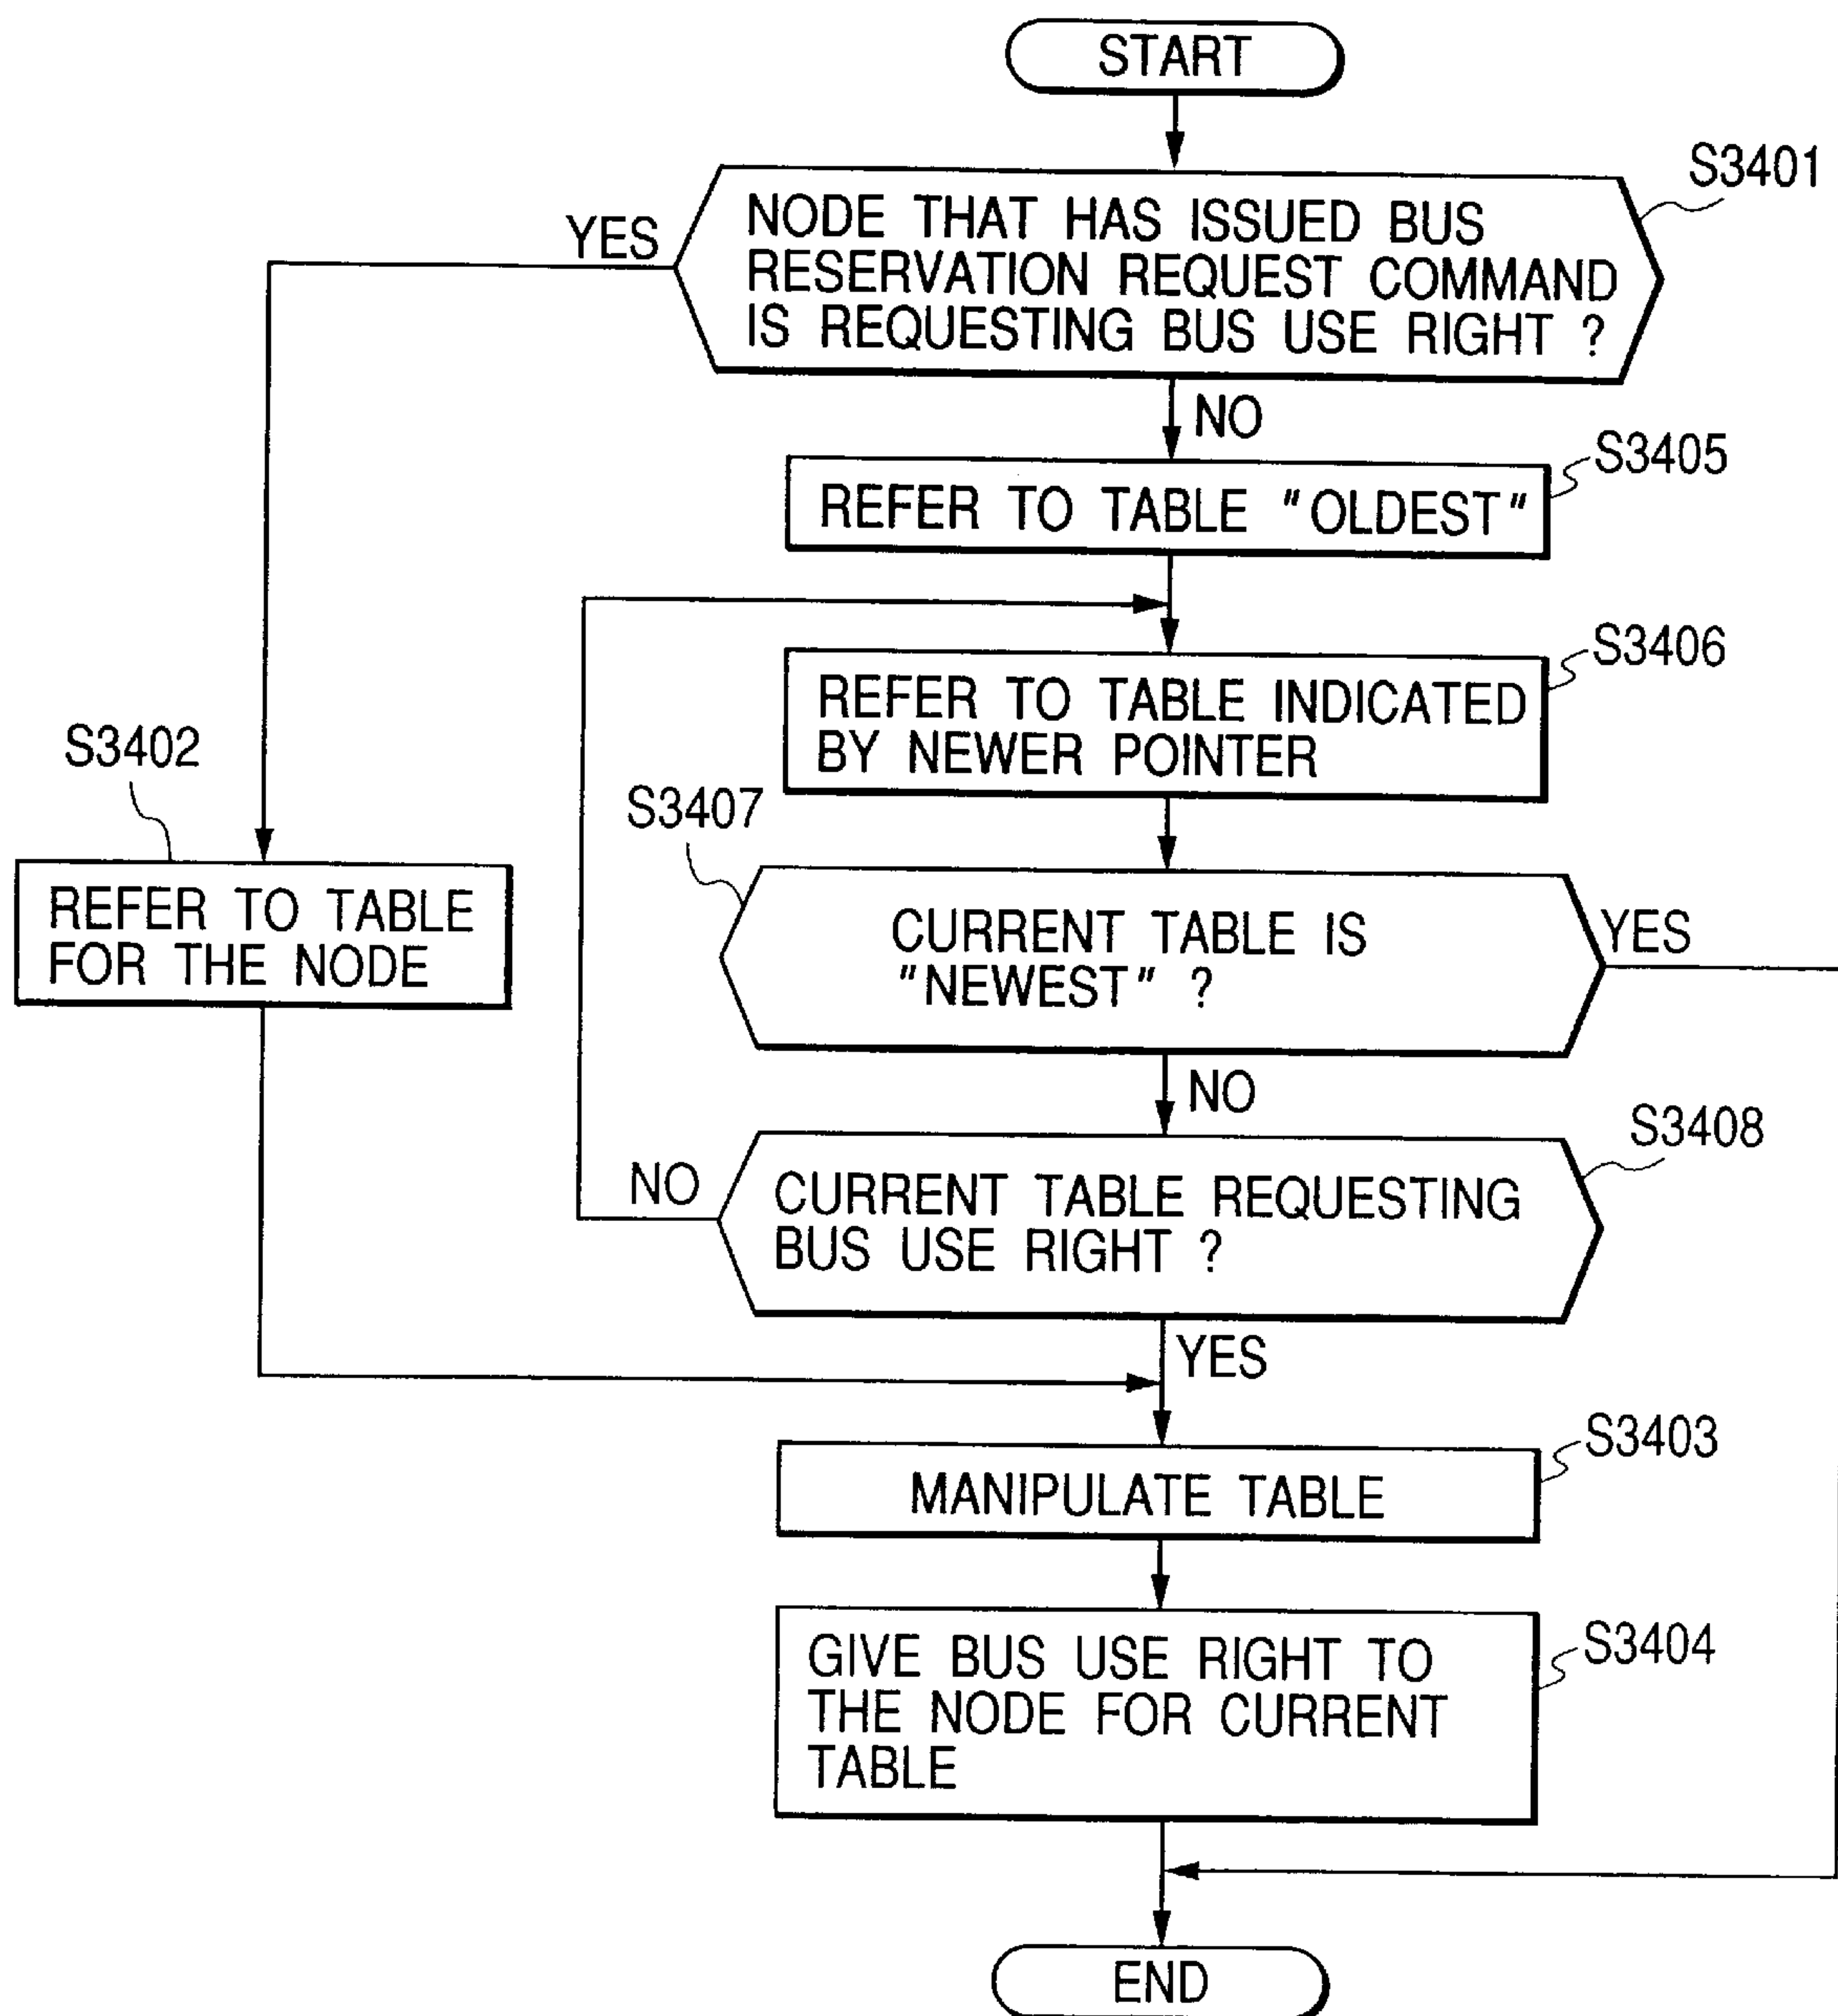 START
S3401
NODE THAT HAS ISSUED BUS
RESERVATION REQUEST COMMAND
IS REQUESTING BUS USE RIGHT ?
YES
NO
S3405
REFER TO TABLE "OLDEST"
S3406
REFER TO TABLE INDICATED
BY NEWER POINTER
S3402
REFER TO TABLE
FOR THE NODE
S3407
CURRENT TABLE IS
"NEWEST" ?
YES
NO
S3408
CURRENT TABLE REQUESTING
BUS USE RIGHT ?
NO
YES
S3403
MANIPULATE TABLE
S3404
GIVE BUS USE RIGHT TO
THE NODE FOR CURRENT
TABLE
END